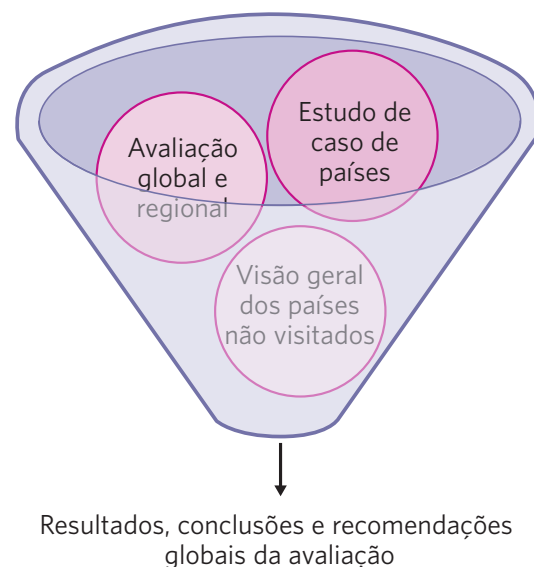 Estudo de
caso de
países
Avaliação
global e
regional
Visão geral
dos países
não visitados
Resultados, conclusões e recomendações
globais da avaliação